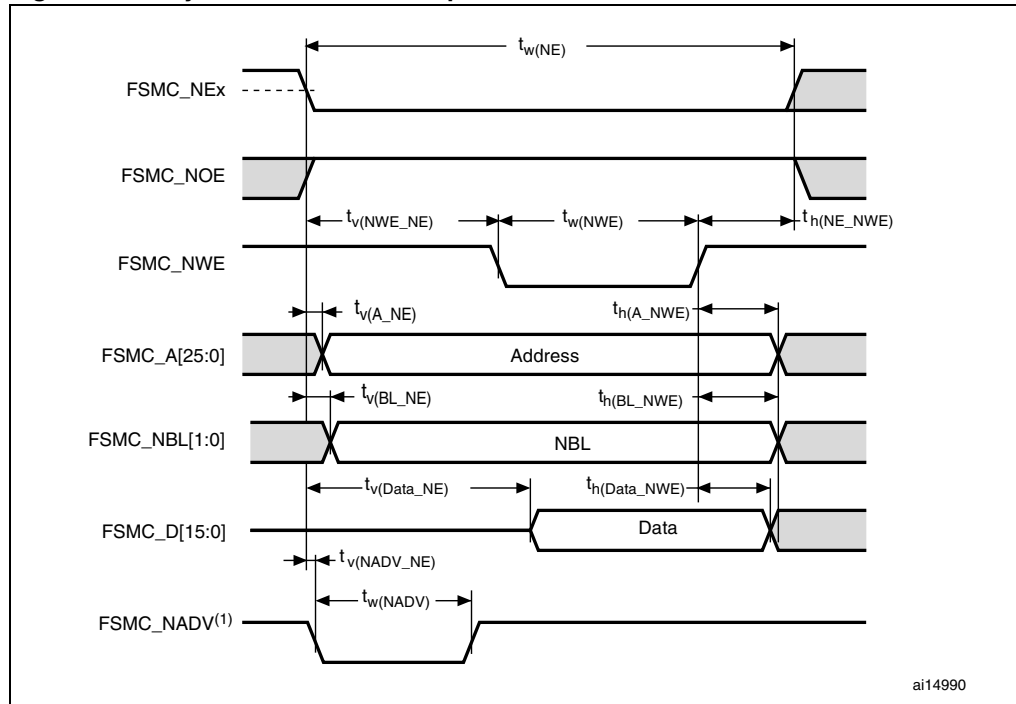 tw(NE)
FSMC_NEx
FSMC_NOE
tv(NWE_NE) tw(NWE) th(NE_NWE)
FSMC_NWE
tv(A_NE) th(A_NWE)
FSMC_A[25:0] Address
tv(BL_NE) th(BL_NWE)
FSMC_NBL[1:0] NBL
tv(Data_NE) th(Data_NWE)
FSMC_D[15:0] Data
tv(NADV_NE)
tw(NADV)
FSMC_NADV(1)
ai14990